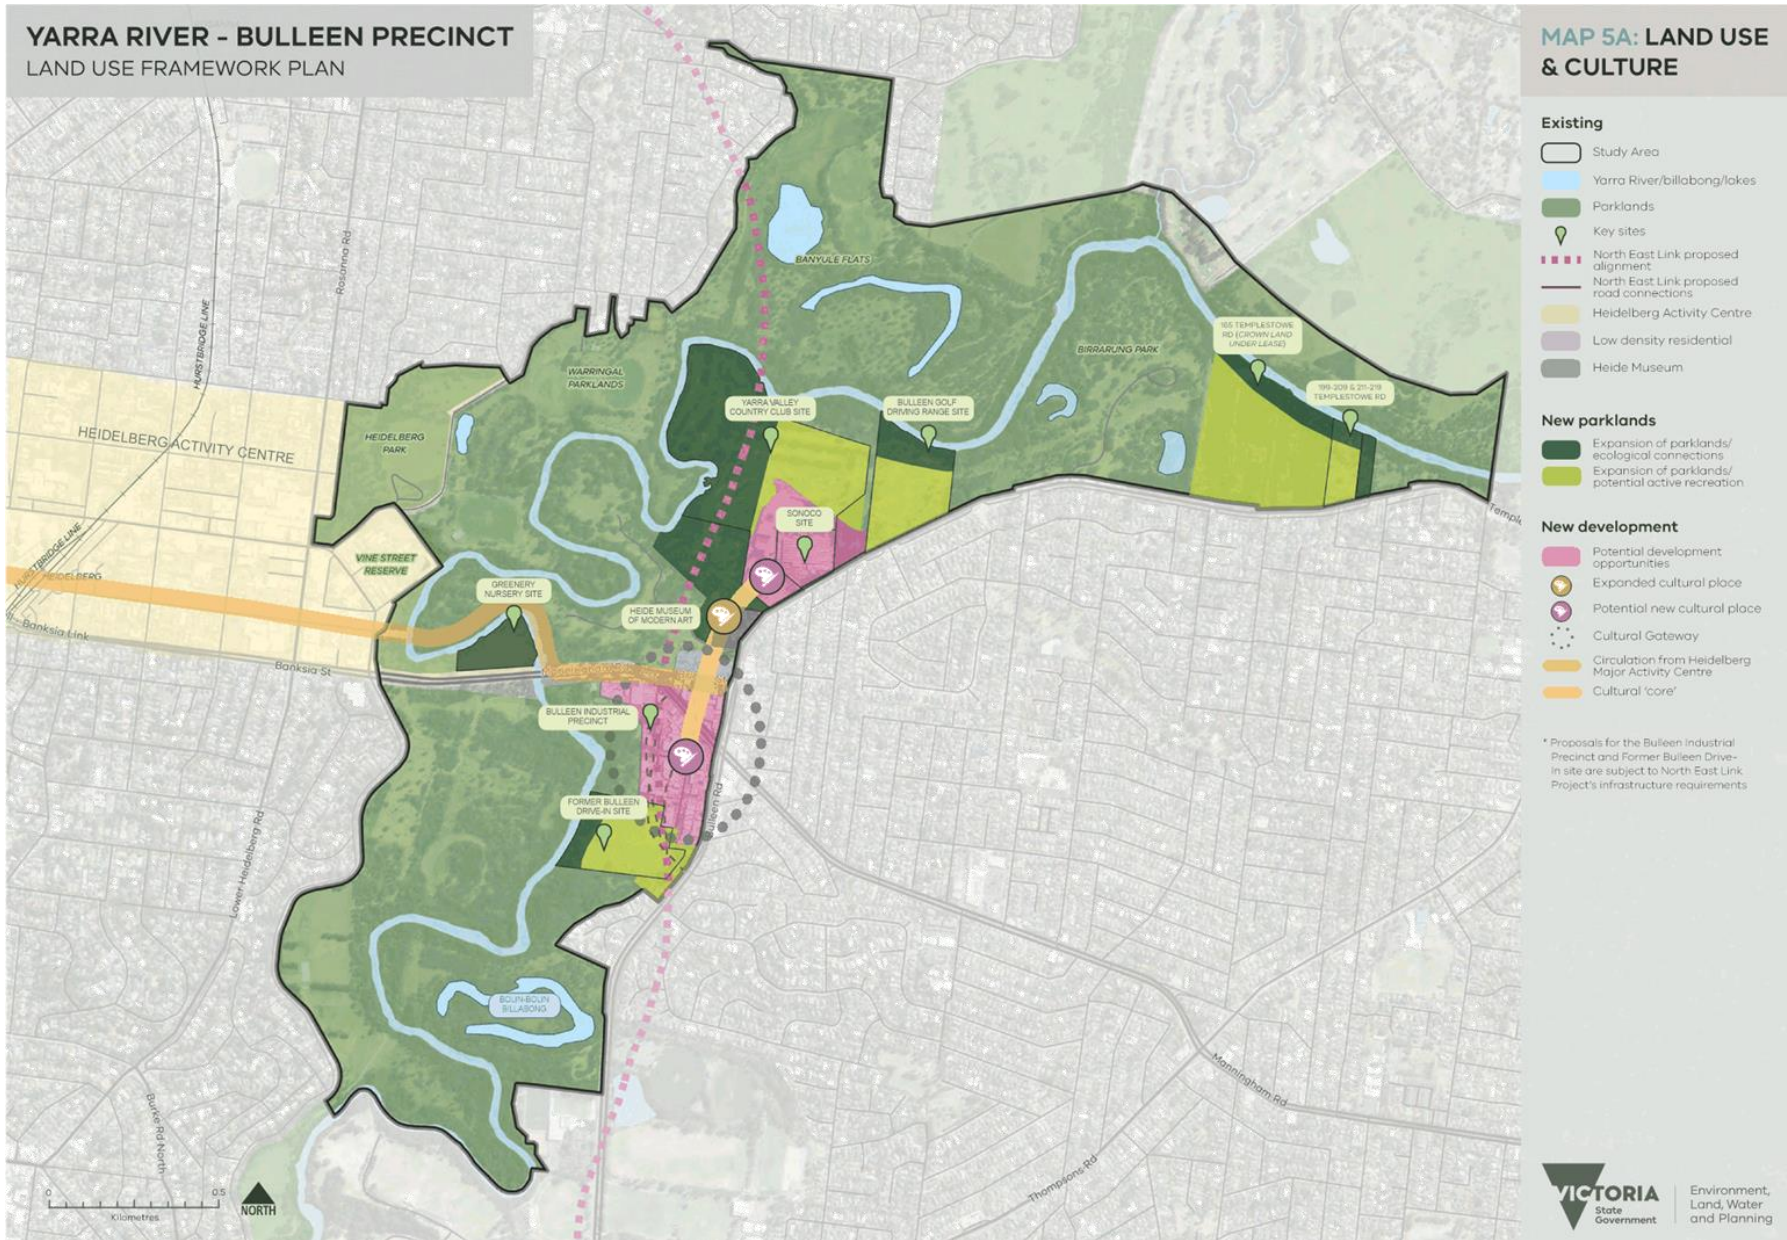 YARRA RIVER - BULLEEN PRECINCT
LAND USE FRAMEWORK PLAN
MAP 5A: LAND USE
& CULTURE
Existing
Study Area
Yarra River/billabong/lakes
Parklands
Key sites
North East Link proposed
alignment
North East Link proposed
road connections
Heidelberg Activity Centre
Low density residential
Heide Museum
New parklands
Expansion of parklands/
ecological connections
Expansion of parklands/
potential active recreation
New development
Potential development
opportunities
Expanded cultural place
Potential new cultural place
Cultural Gateway
Circulation from Heidelberg
Major Activity Centre
Cultural 'core'
* Proposals for the Bulleen Industrial
Precinct and Former Bulleen Drive-
In site are subject to North East Link
Project's infrastructure requirements
VICTORIA
State
Government
Environment,
Land, Water
and Planning
Rosanna Rd
HURSTBRIDGE LINE
BANYULE FLATS
BIRRARUNG PARK
165 TEMPLESTOWE
RD (CROWN LAND
UNDER LEASE)
199-209 & 211-219
TEMPLESTOWE RD
WARRINGAL
PARKLANDS
YARRA VALLEY
COUNTRY CLUB SITE
BULLEEN GOLF
DRIVING RANGE SITE
HEIDELBERG ACTIVITY CENTRE
HEIDELBERG
PARK
SONOCO
SITE
Temple
HURSTBRIDGE LINE
HEIDELBERG
VINE STREET
RESERVE
GREENERY
NURSERY SITE
HEIDE MUSEUM
OF MODERN ART
Banksia Link
Banksia St
BULLEEN INDUSTRIAL
PRECINCT
FORMER BULLEEN
DRIVE-IN SITE
Bulleen Rd
Lower Heidelberg Rd
BOLIN-BOLIN
BILLABONG
Manningham Rd
Burke Rd North
Thompsons Rd
0 0.5
Kilometres
NORTH